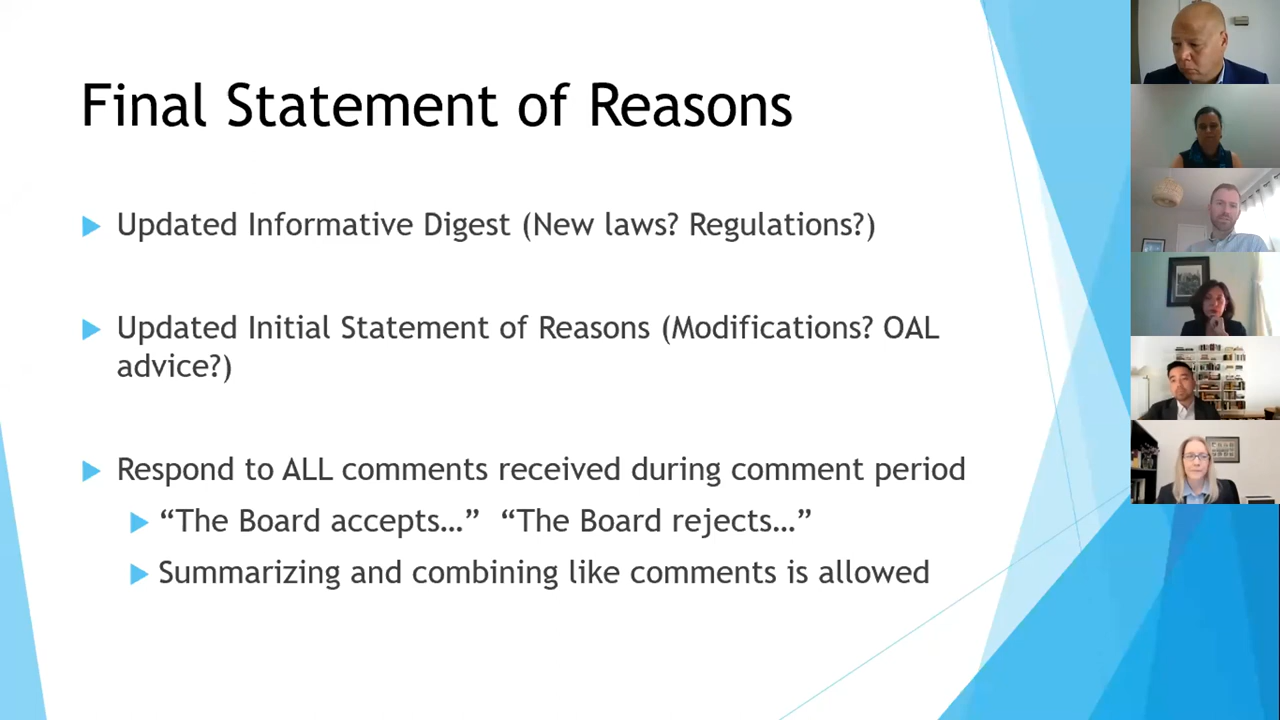 Final Statement of Reasons
Updated Informative Digest (New laws? Regulations?)
Updated Initial Statement of Reasons (Modifications? OAL
advice?)
Respond to ALL comments received during comment period
“The Board accepts…” “The Board rejects…”
Summarizing and combining like comments is allowed